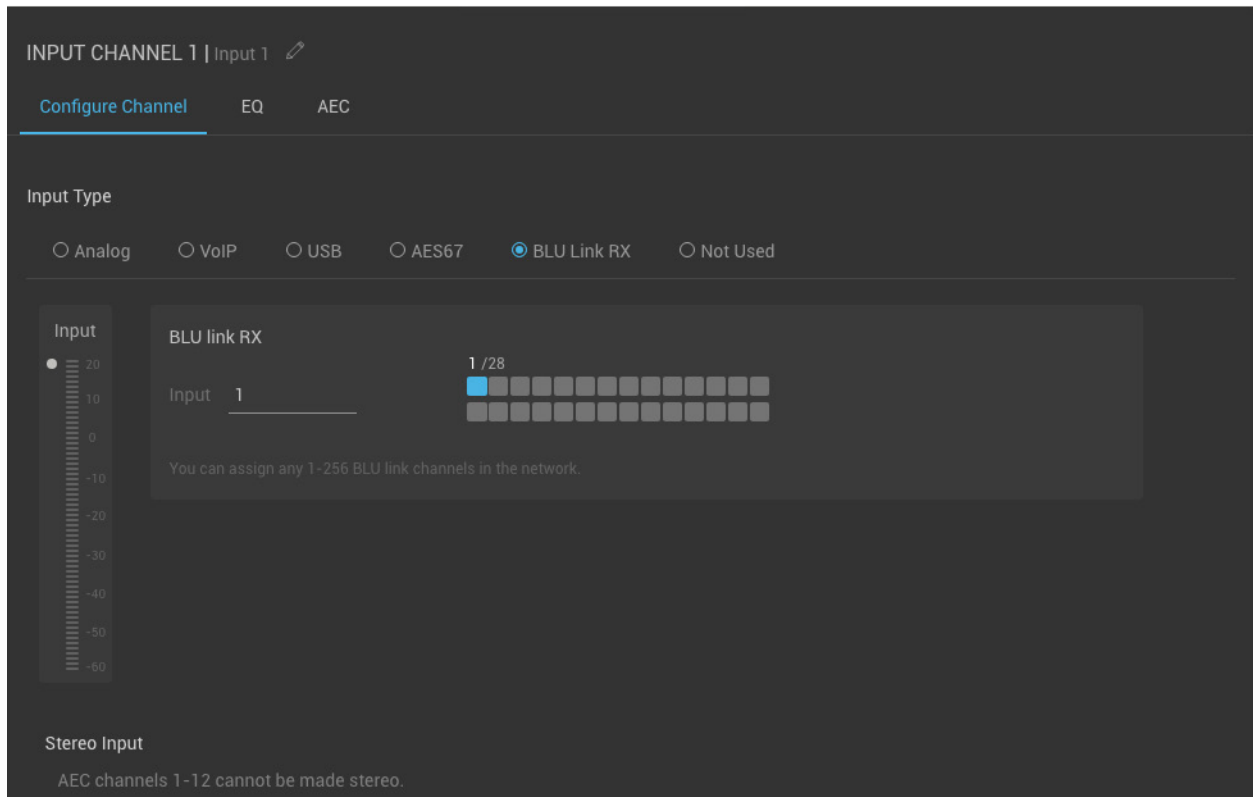 INPUT CHANNEL 1 | Input 1
Configure Channel EQ AEC
Input Type
Analog VoIP USB AES67 BLU Link RX Not Used
Input
20
10
0
-10
-20
-30
-40
-50
-60
BLU link RX
1 /28
Input 1
You can assign any 1-256 BLU link channels in the network.
Stereo Input
AEC channels 1-12 cannot be made stereo.